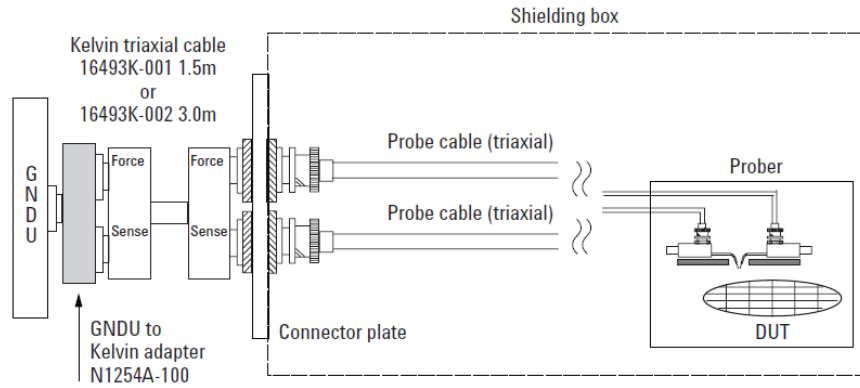 Shielding box
Kelvin triaxial cable
16493K-001 1.5m
or
16493K-002 3.0m
GNDU
Force
Sense
Force
Sense
Probe cable (triaxial)
Probe cable (triaxial)
Prober
DUT
Connector plate
GNDU to
Kelvin adapter
N1254A-100